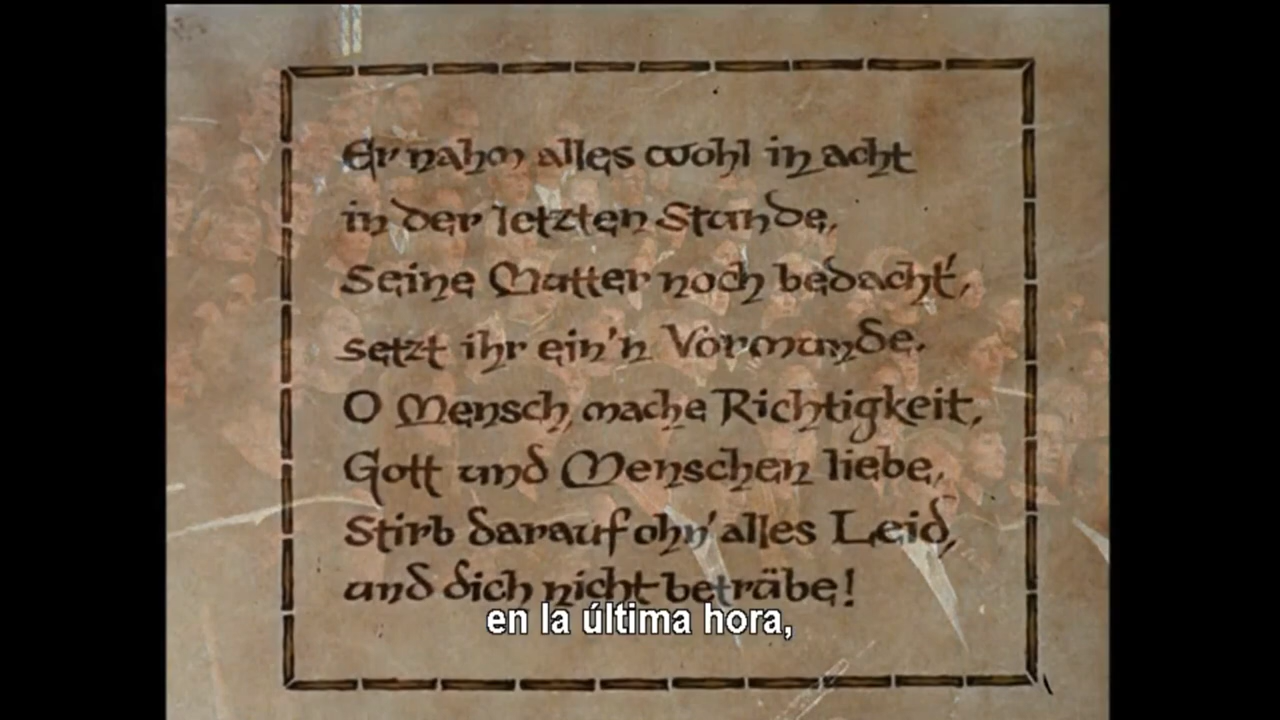 Er nahm alles wohl in acht
in der letzten Stunde,
Seine Mutter noch bedacht',
setzt ihr ein'n Vormunde.
O Mensch, mache Richtigkeit,
Gott und Menschen liebe,
Stirb darauf ohn' alles Leid,
und dich nicht betrübe!
en la última hora,